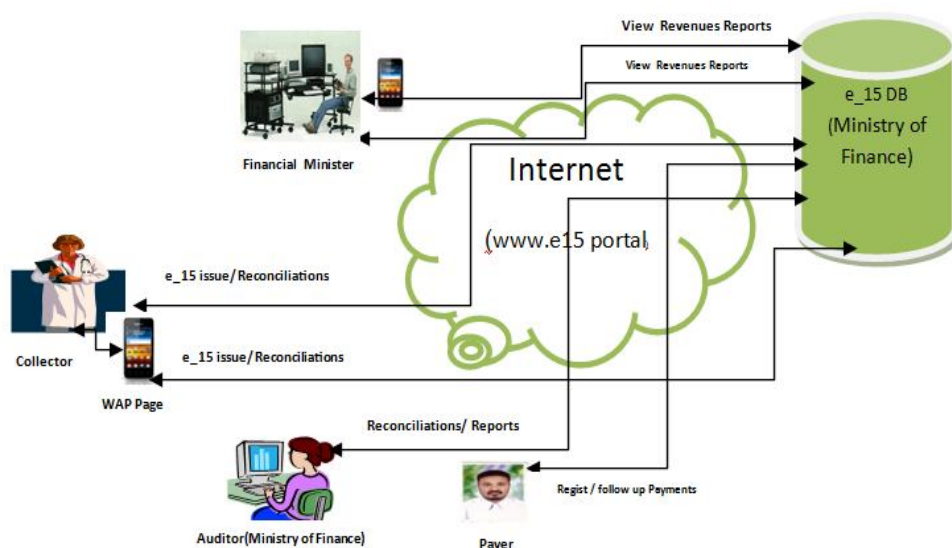 View Revenues Reports
View Revenues Reports
e_15 DB
(Ministry of
Finance)
Financial Minister
Internet
(www.e15 portal)
e_15 issue/Reconciliations
Collector
e_15 issue/Reconciliations
WAP Page
Reconciliations/ Reports
Regist / follow up Payments
Auditor(Ministry of Finance)
Payer